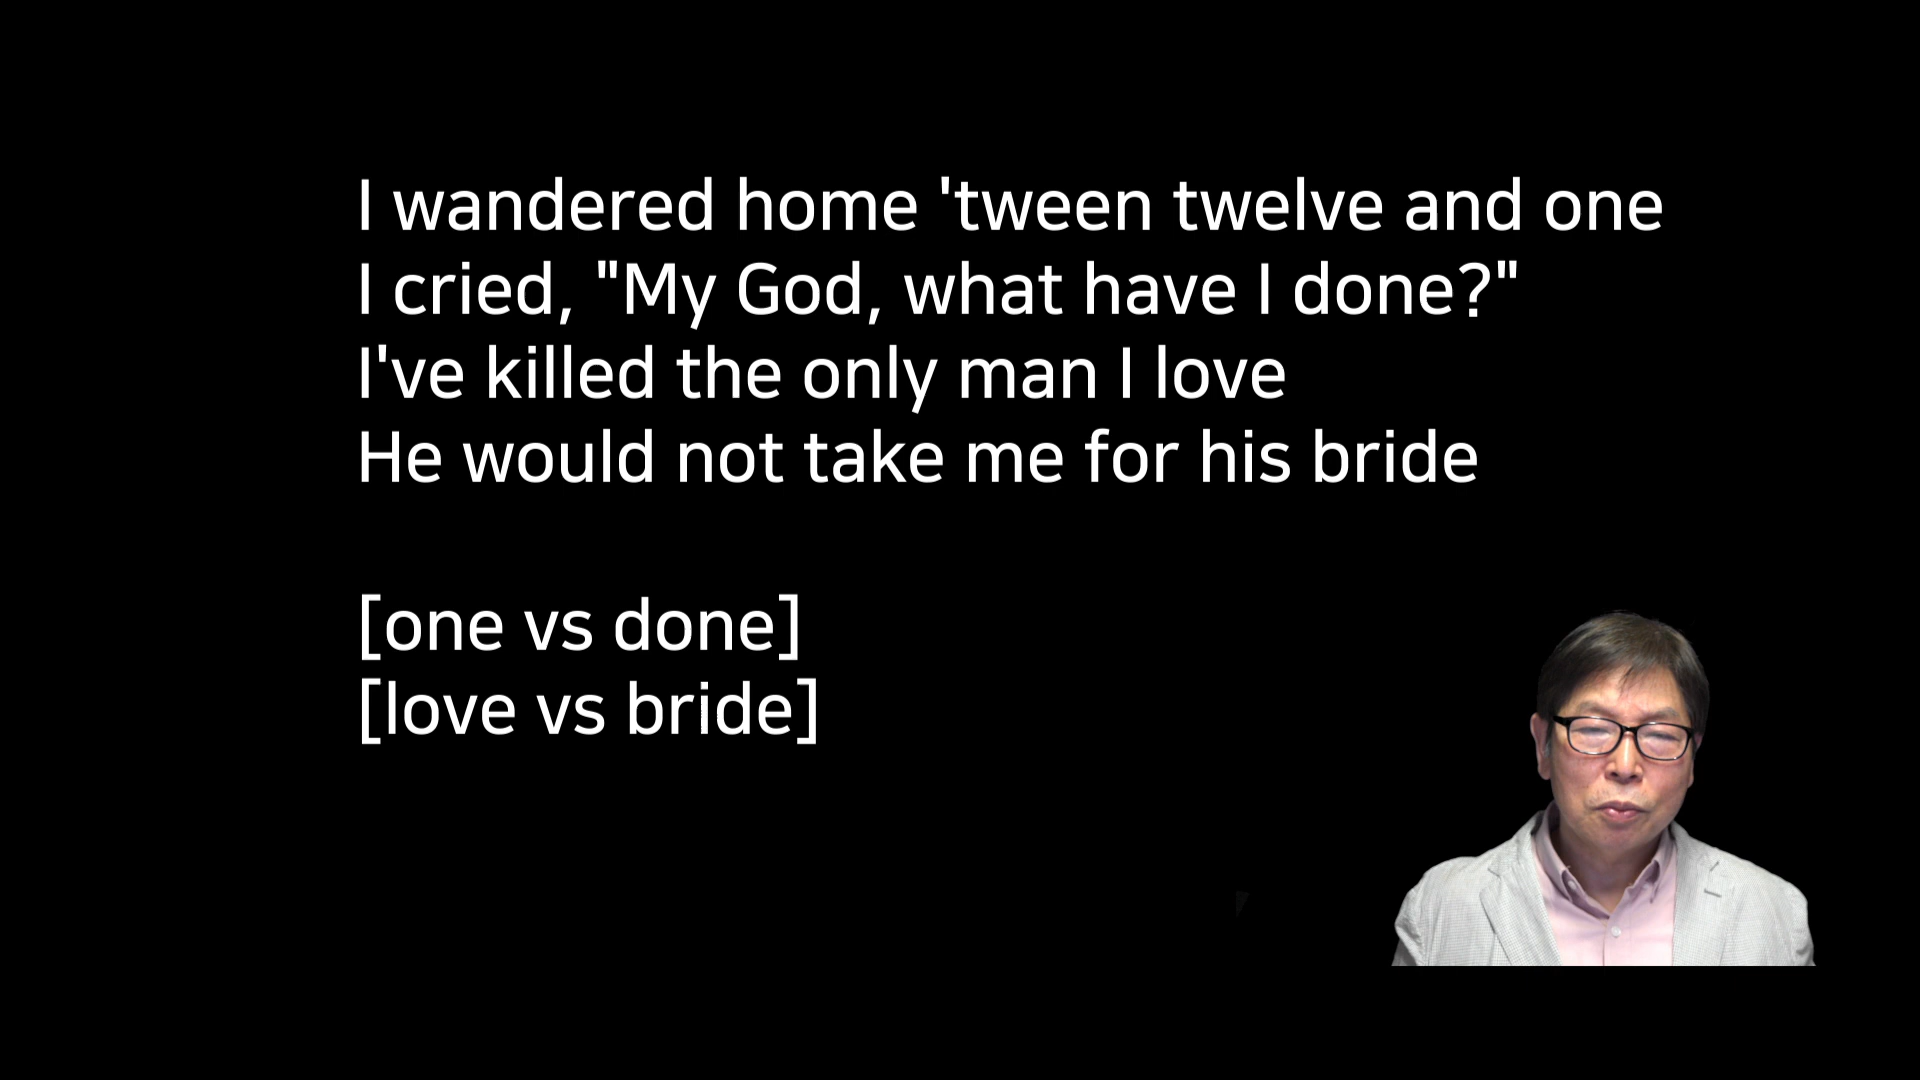 I wandered home 'tween twelve and one
I cried, "My God, what have I done?"
I've killed the only man I love
He would not take me for his bride
[one vs done]
[love vs bride]